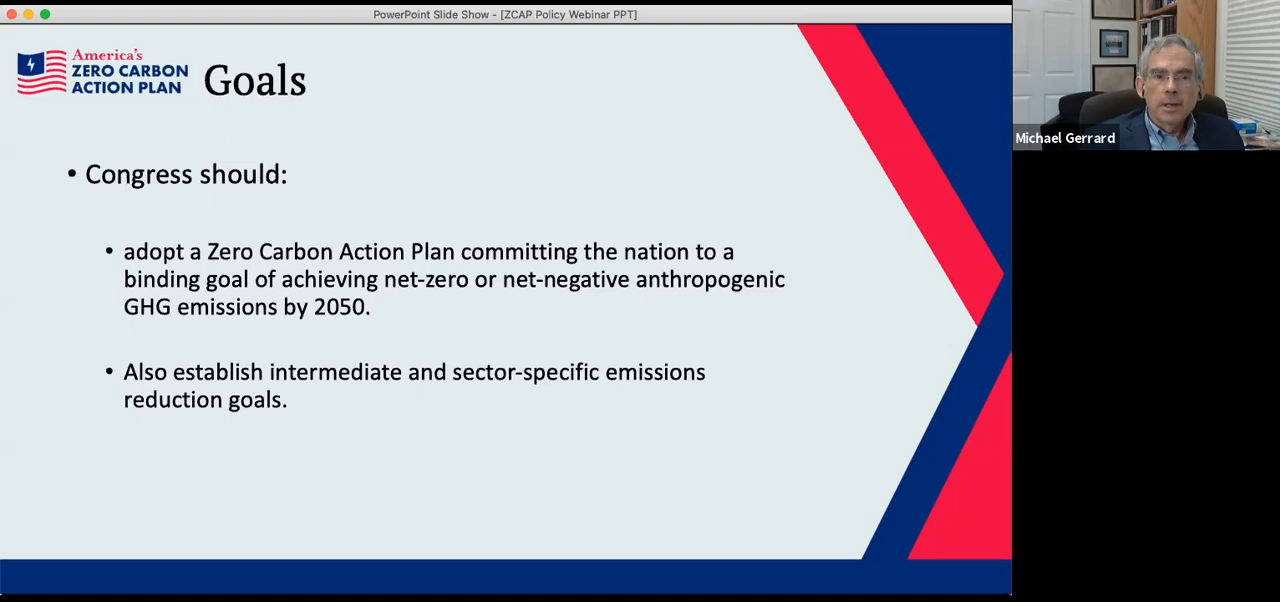 PowerPoint Slide Show - [ZCAP Policy Webinar PPT]
America's
ZERO CARBON
ACTION PLAN
Goals
• Congress should:
• adopt a Zero Carbon Action Plan committing the nation to a
binding goal of achieving net-zero or net-negative anthropogenic
GHG emissions by 2050.
• Also establish intermediate and sector-specific emissions
reduction goals.
Michael Gerrard